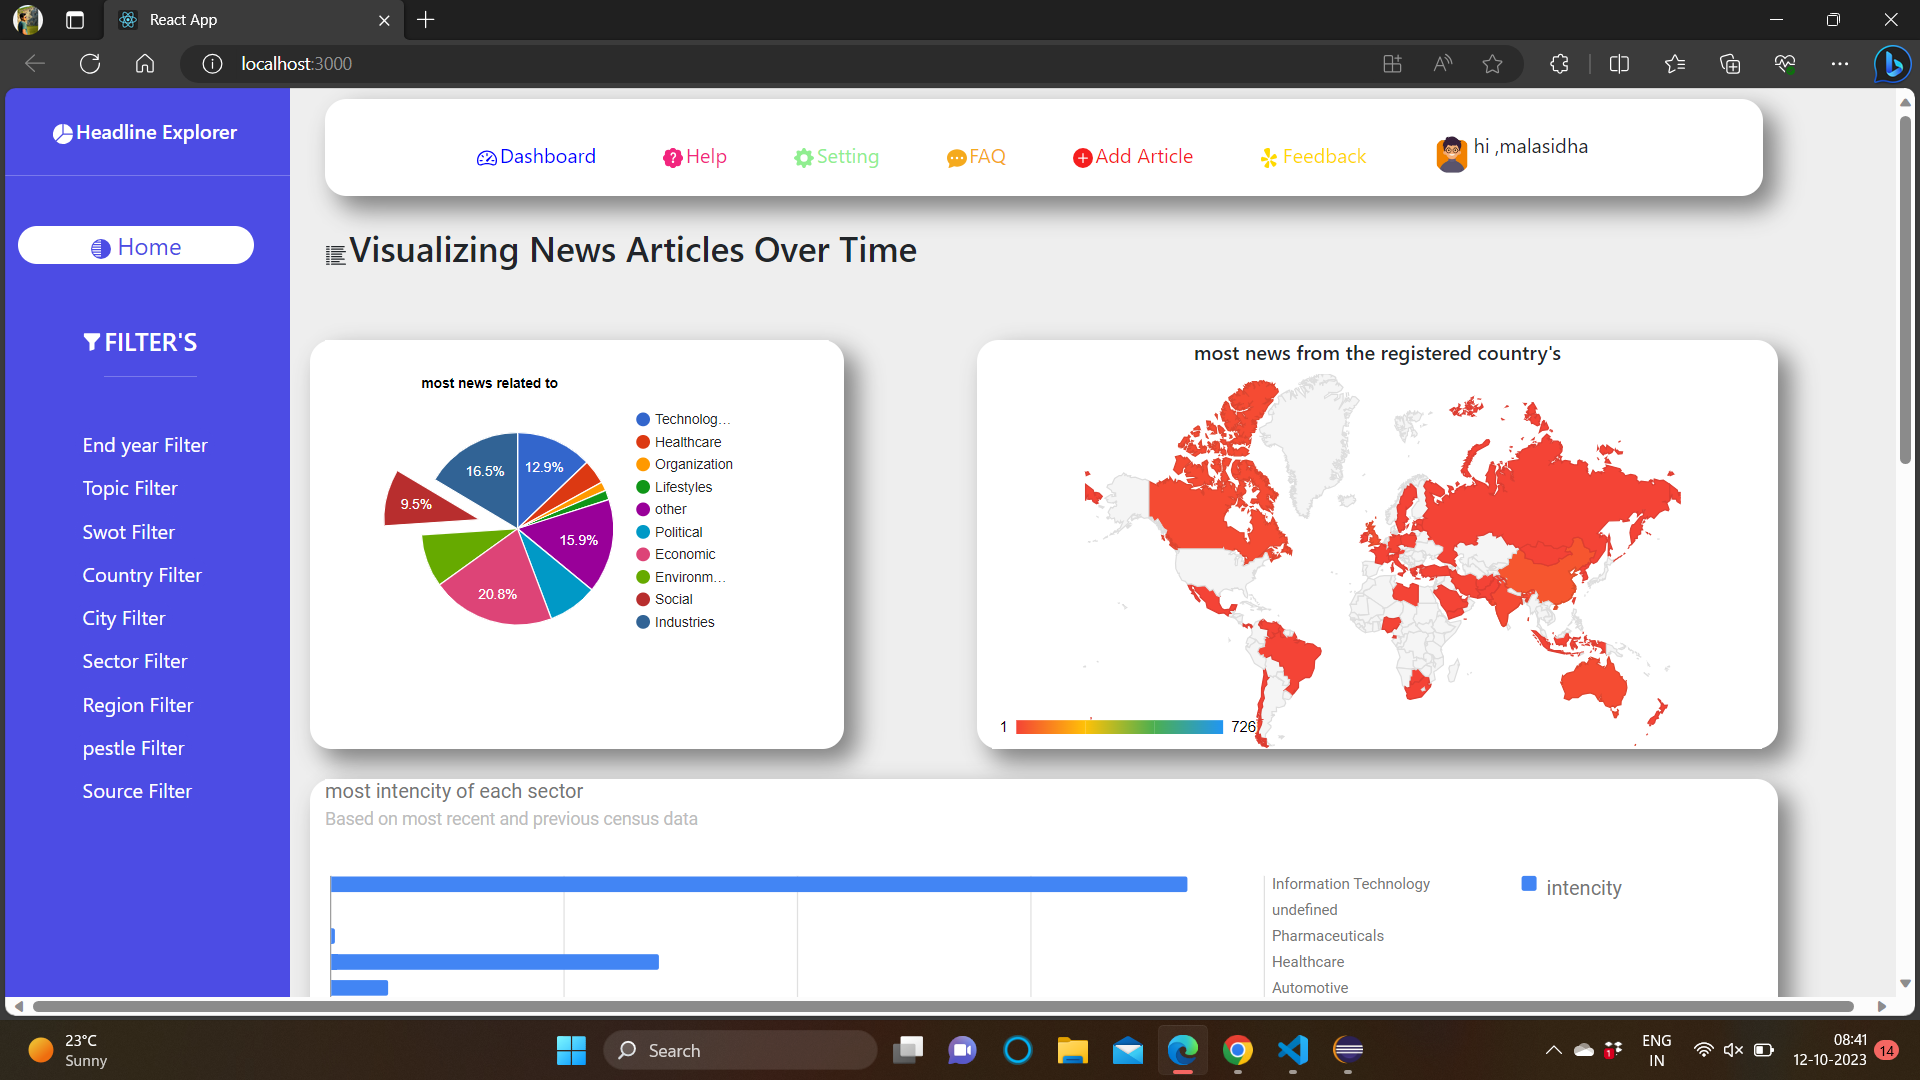 React App
localhost:3000
Headline Explorer
Home
FILTER'S
End year Filter
Topic Filter
Swot Filter
Country Filter
City Filter
Sector Filter
Region Filter
pestle Filter
Source Filter
Dashboard
Help
Setting
FAQ
Add Article
Feedback
hi ,malasidha
Visualizing News Articles Over Time
most news related to
16.5%
12.9%
9.5%
15.9%
20.8%
Technolog...
Healthcare
Organization
Lifestyles
other
Political
Economic
Environm...
Social
Industries
most news from the registered country's
1
726
most intencity of each sector
Based on most recent and previous census data
Information Technology
undefined
Pharmaceuticals
Healthcare
Automotive
intencity
23°C
Sunny
Search
1
ENG
IN
08:41
12-10-2023
14